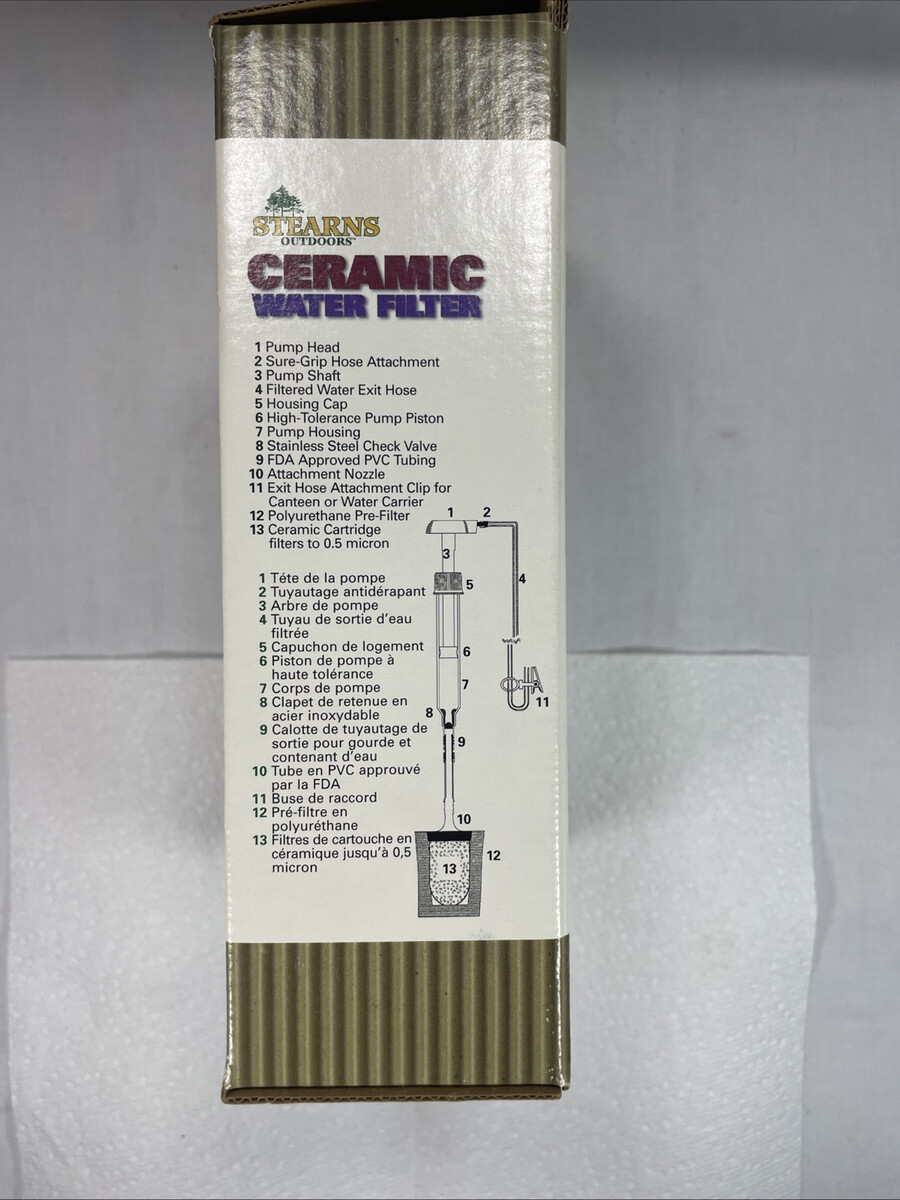 STEARNS
OUTDOORS™
CERAMIC
WATER FILTER
1 Pump Head
2 Sure-Grip Hose Attachment
3 Pump Shaft
4 Filtered Water Exit Hose
5 Housing Cap
6 High-Tolerance Pump Piston
7 Pump Housing
8 Stainless Steel Check Valve
9 FDA Approved PVC Tubing
10 Attachment Nozzle
11 Exit Hose Attachment Clip for
Canteen or Water Carrier
12 Polyurethane Pre-Filter
13 Ceramic Cartridge
filters to 0.5 micron
1 Téte de la pompe
2 Tuyautage antidérapant
3 Arbre de pompe
4 Tuyau de sortie d'eau
filtrée
5 Capuchon de logement
6 Piston de pompe à
haute tolérance
7 Corps de pompe
8 Clapet de retenue en
acier inoxydable
9 Calotte de tuyautage de
sortie pour gourde et
contenant d'eau
10 Tube en PVC approuvé
par la FDA
11 Buse de raccord
12 Pré-filtre en
polyuréthane
13 Filtres de cartouche en
céramique jusqu'à 0,5
micron
1 2
3
4
5
6
7
11
8
9
10
12
13